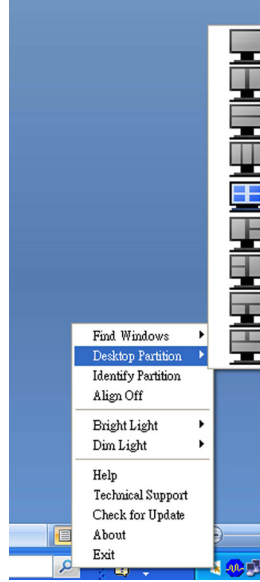 Find Windows
Desktop Partition
Identify Partition
Align Off
Bright Light
Dim Light
Help
Technical Support
Check for Update
About
Exit